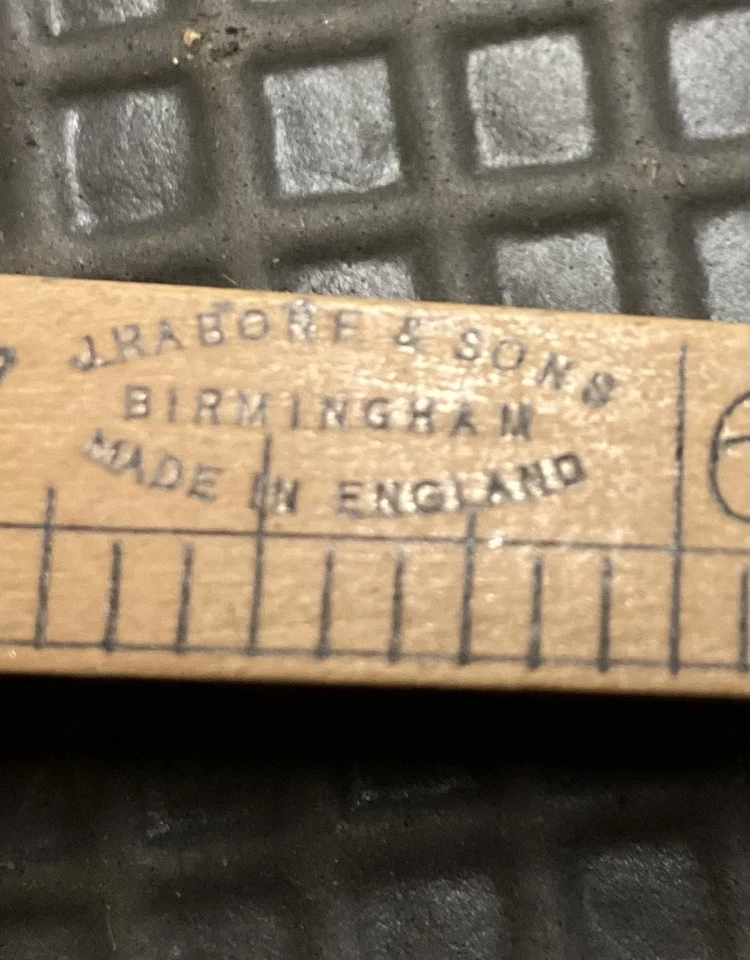 J. RABONE & SONS
BIRMINGHAM
MADE IN ENGLAND